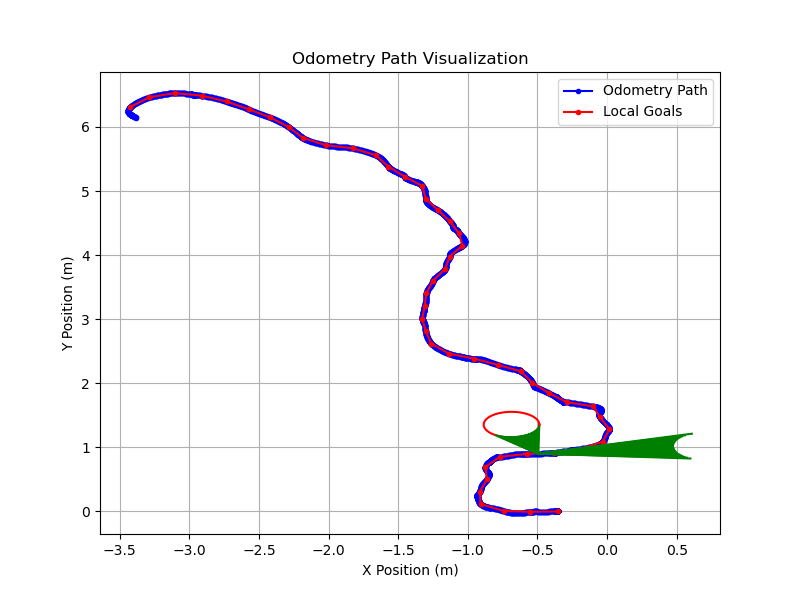 Odometry Path Visualization
Odometry Path
Local Goals
Y Position (m)
6
5
4
3
2
1
0
−3.5 −3.0 −2.5 −2.0 −1.5 −1.0 −0.5 0.0 0.5
X Position (m)